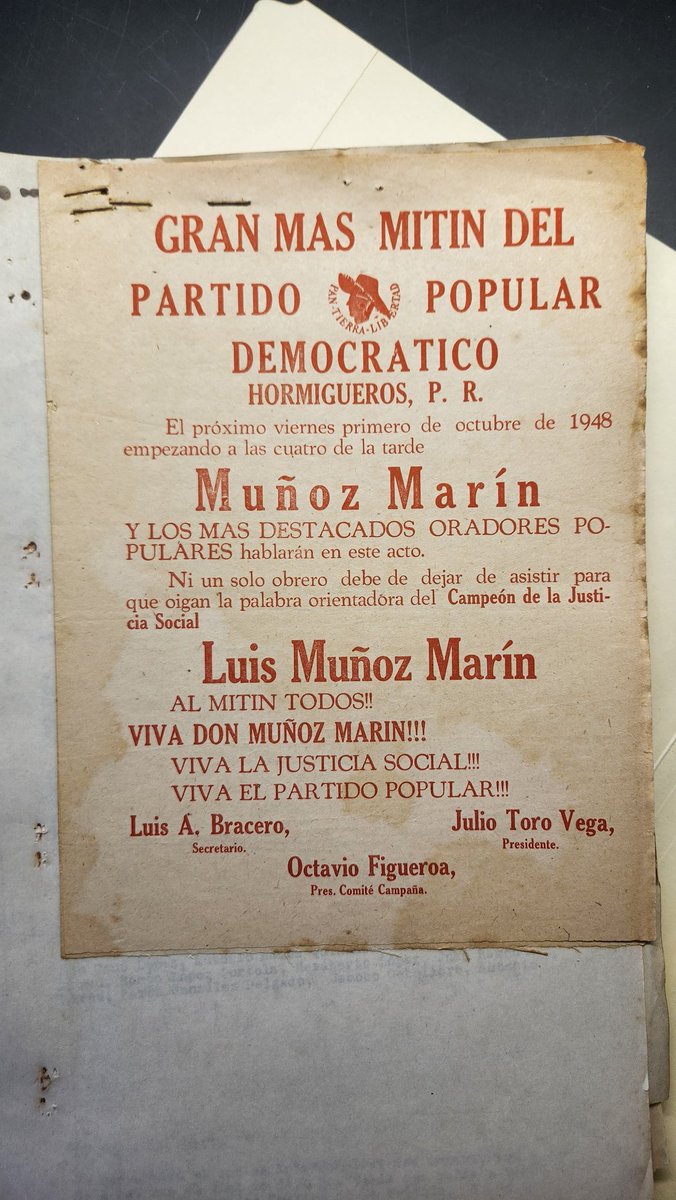 GRAN MAS MITIN DEL
PARTIDO POPULAR
PAN-TIERRA-LIBERTAD
DEMOCRATICO
HORMIGUEROS, P. R.
El próximo viernes primero de octubre de 1948
empezando a las cuatro de la tarde
Muñoz Marín
Y LOS MAS DESTACADOS ORADORES PO-
PULARES hablarán en este acto.
Ni un solo obrero debe de dejar de asistir para
que oigan la palabra orientadora del Campeón de la Justi-
cia Social
Luis Muñoz Marín
AL MITIN TODOS!!
VIVA DON MUÑOZ MARIN!!!
VIVA LA JUSTICIA SOCIAL!!!
VIVA EL PARTIDO POPULAR!!!
Luis A. Bracero, Julio Toro Vega,
Secretario. Presidente.
Octavio Figueroa,
Pres. Comité Campaña.